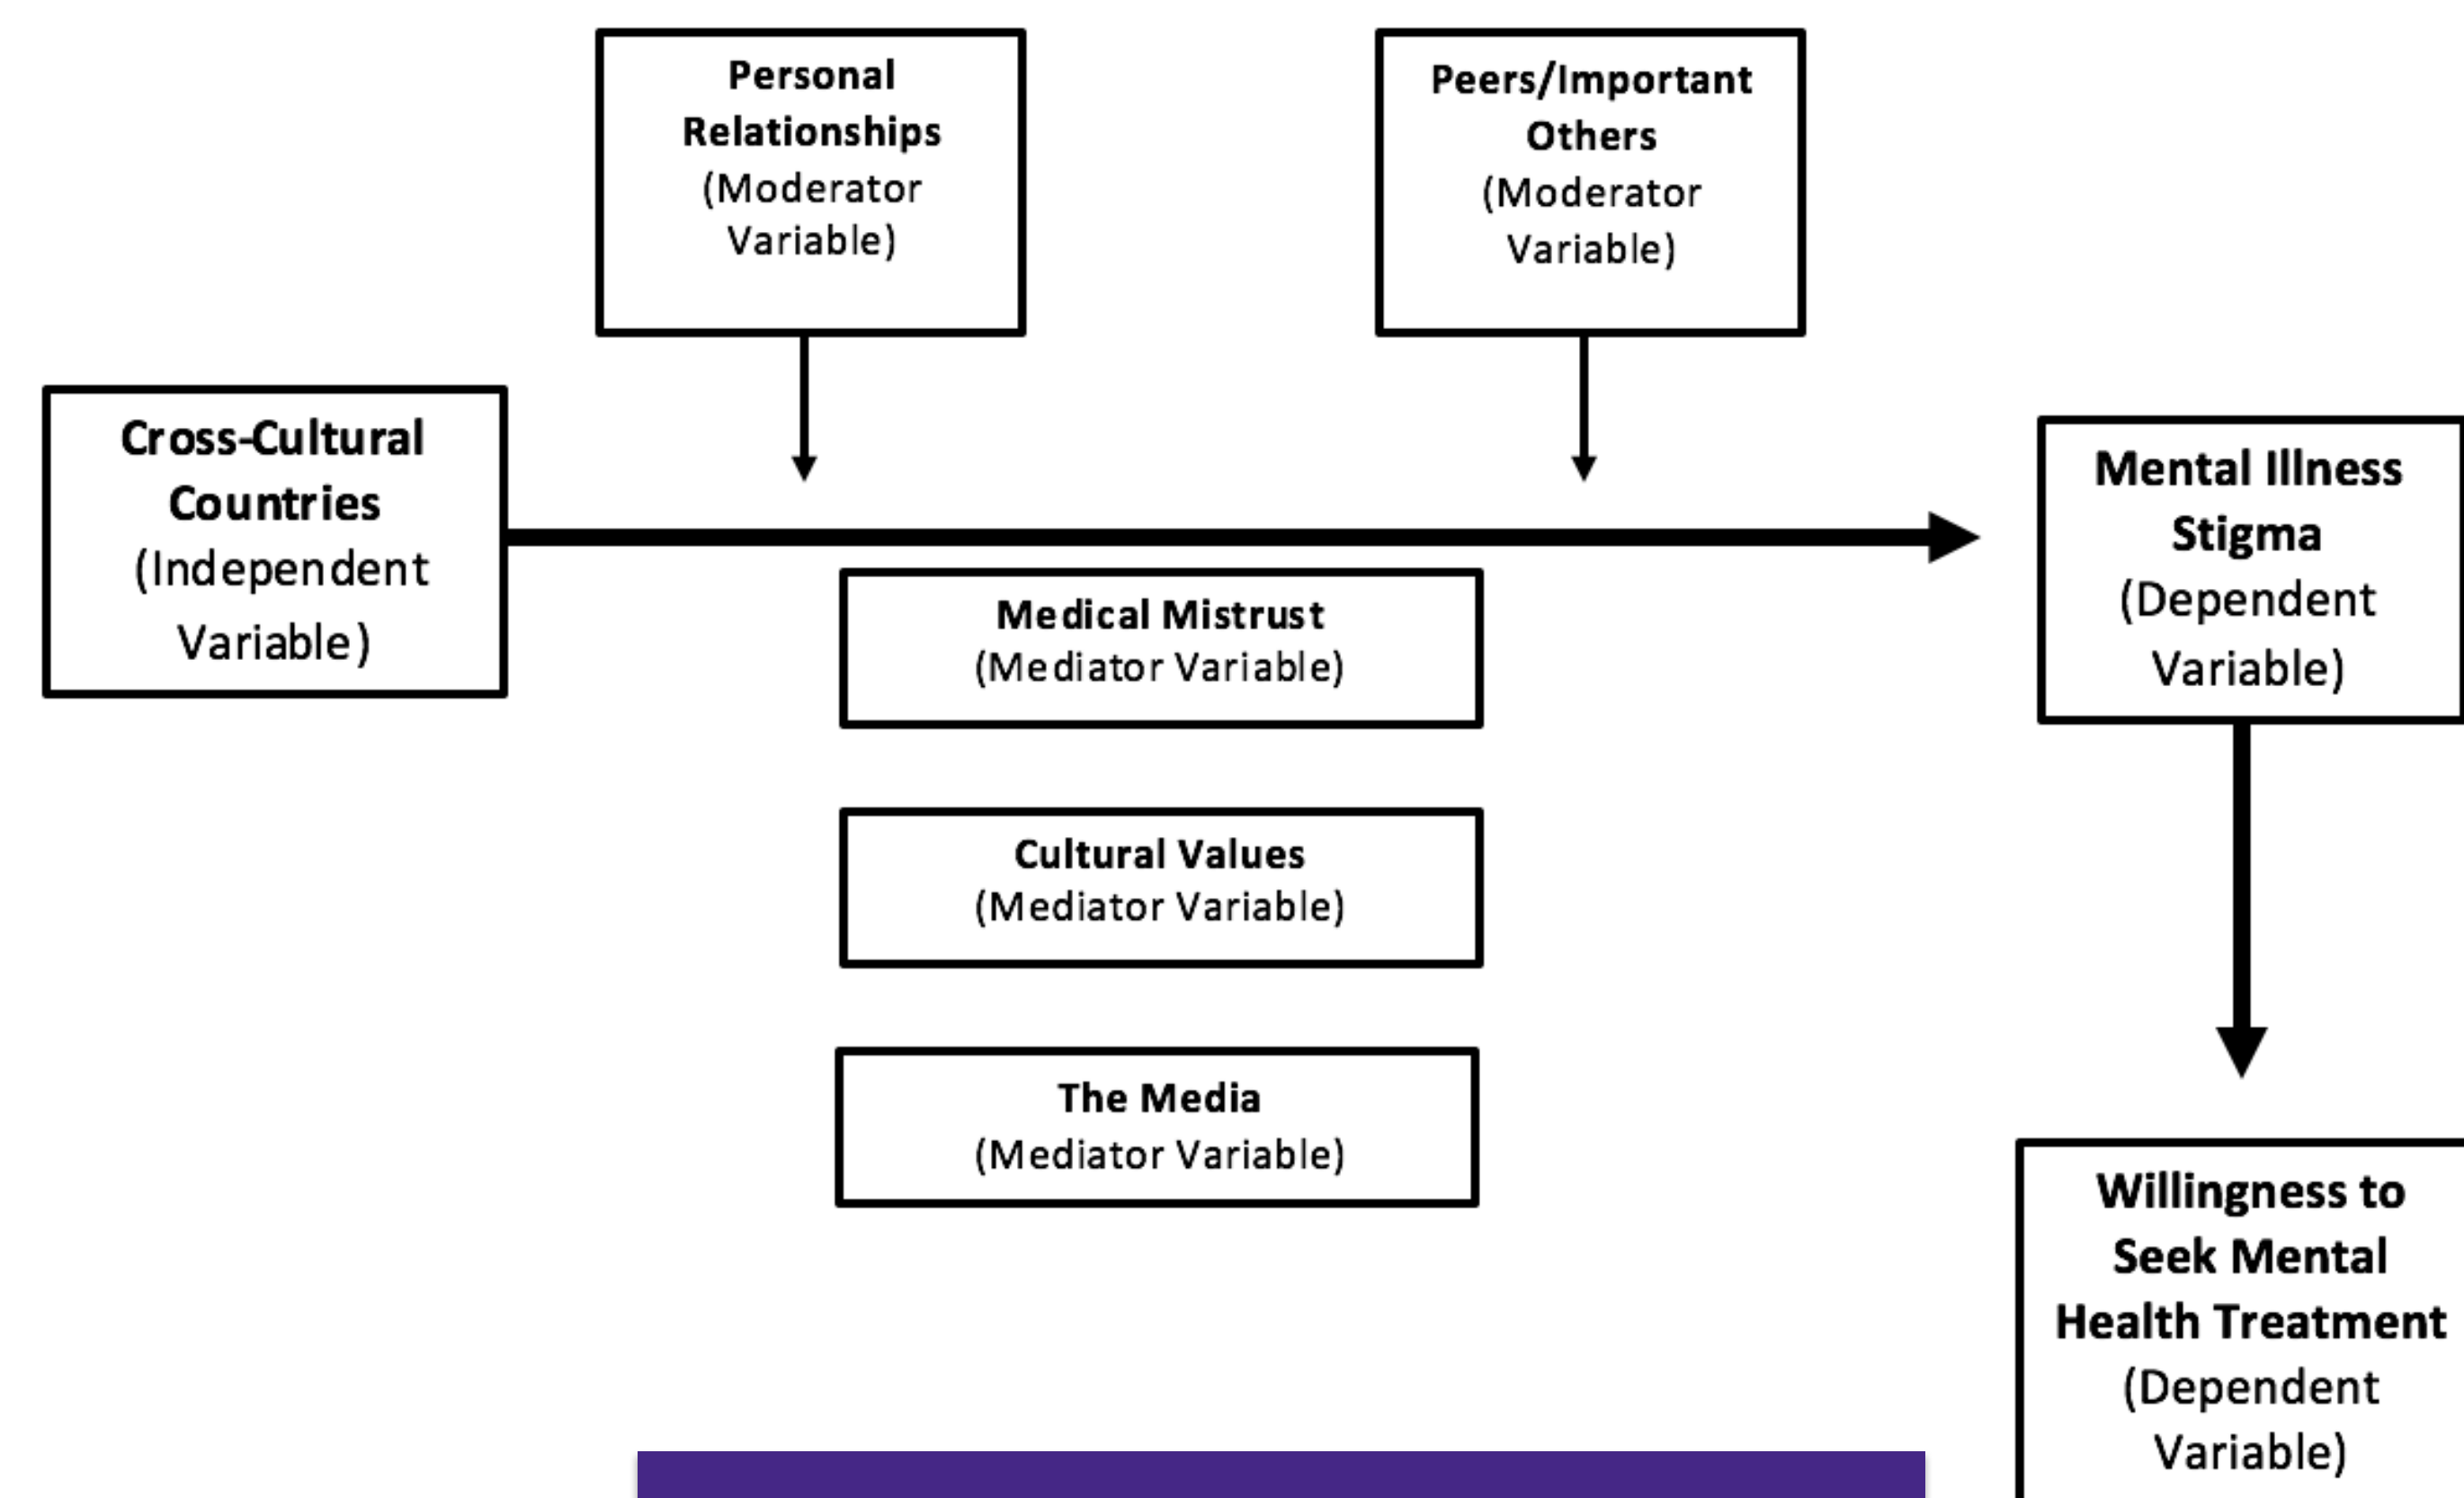 Personal
Relationships
(Moderator
Variable)
Peers/Important
Others
(Moderator
Variable)
Cross-Cultural
Countries
(Independent
Variable)
Mental Illness
Stigma
(Dependent
Variable)
Medical Mistrust
(Mediator Variable)
Cultural Values
(Mediator Variable)
The Media
(Mediator Variable)
Willingness to
Seek Mental
Health Treatment
(Dependent
Variable)